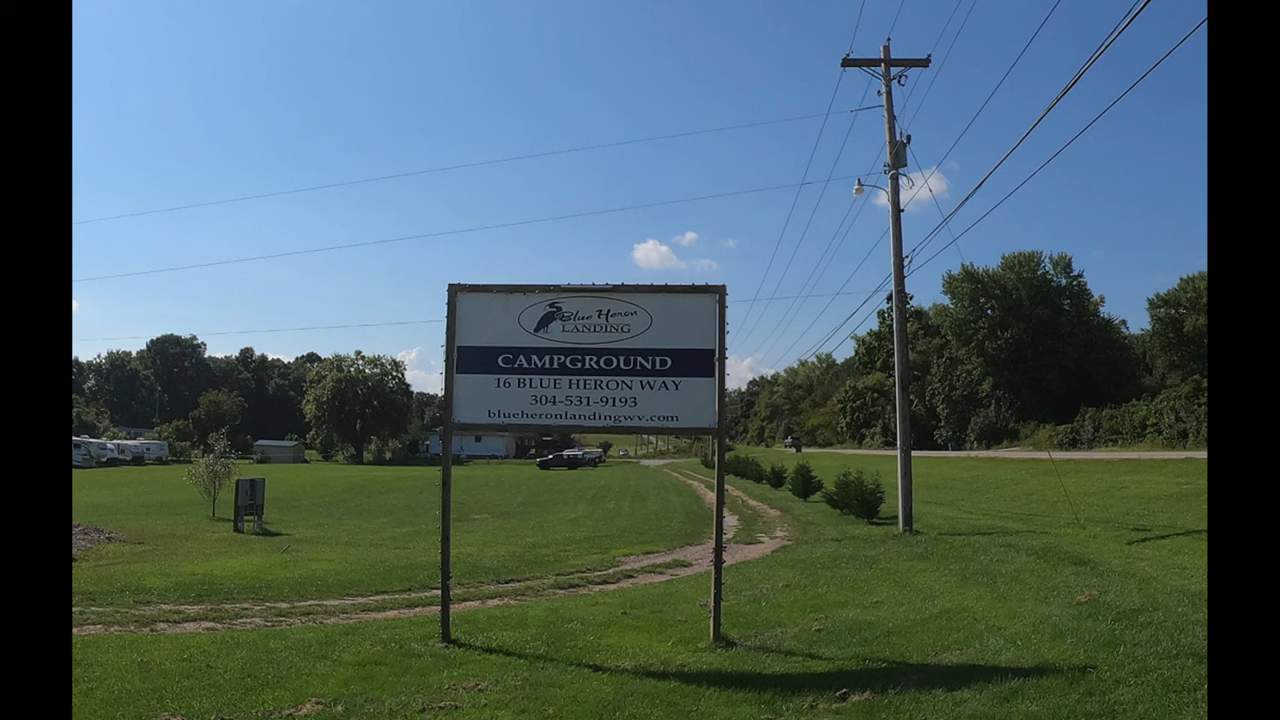 Blue Heron
LANDING
CAMPGROUND
16 BLUE HERON WAY
304-531-9193
blueheronlandingwv.com